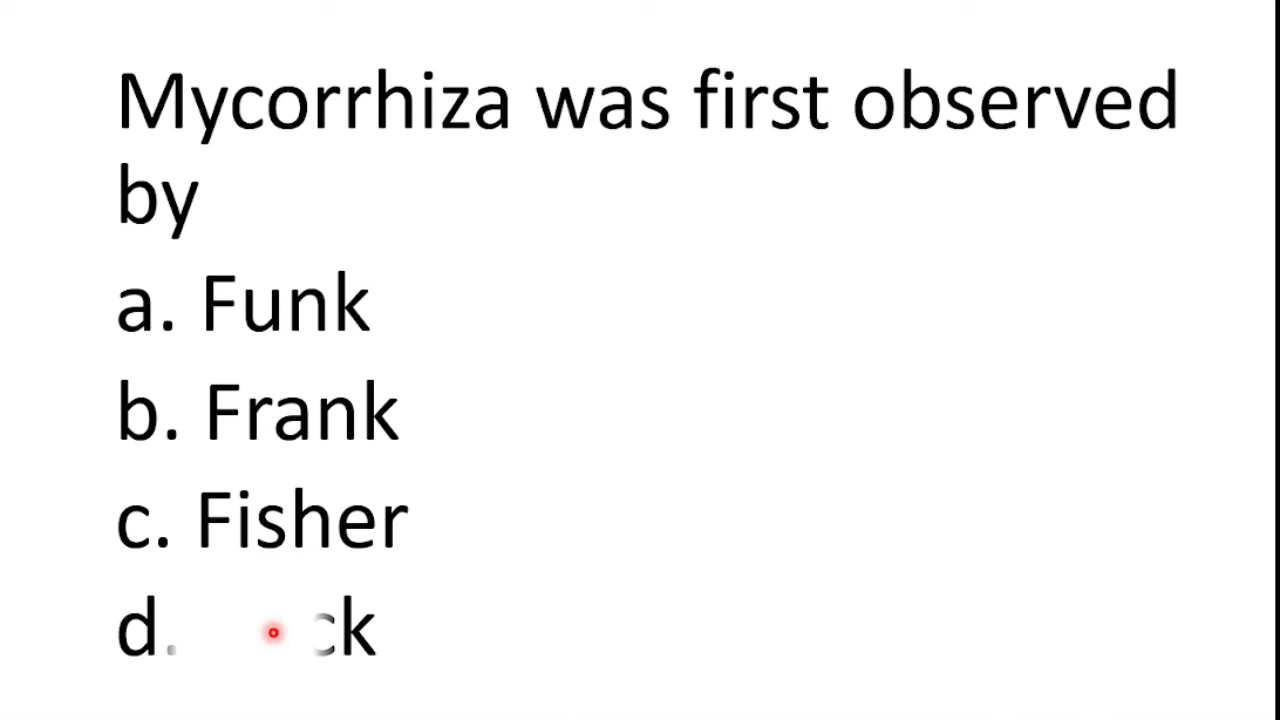 Mycorrhiza was first observed
by
a. Funk
b. Frank
c. Fisher
d.